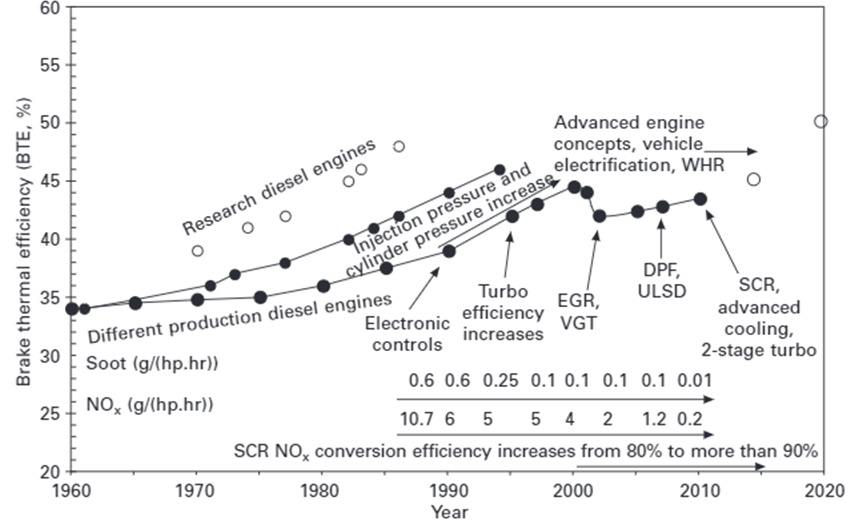 60
55
50
45
40
35
30
25
20
Brake thermal efficiency (BTE, %)
Research diesel engines
Injection pressure and
cylinder pressure increase
Advanced engine
concepts, vehicle
electrification, WHR
Different production diesel engines
Electronic
controls
Turbo
efficiency
increases
EGR,
VGT
DPF,
ULSD
SCR,
advanced
cooling,
2-stage turbo
Soot (g/(hp.hr))
0.6 0.6 0.25 0.1 0.1 0.1 0.1 0.01
NOx (g/(hp.hr))
10.7 6 5 5 4 2 1.2 0.2
SCR NOx conversion efficiency increases from 80% to more than 90%
1960 1970 1980 1990 2000 2010 2020
Year